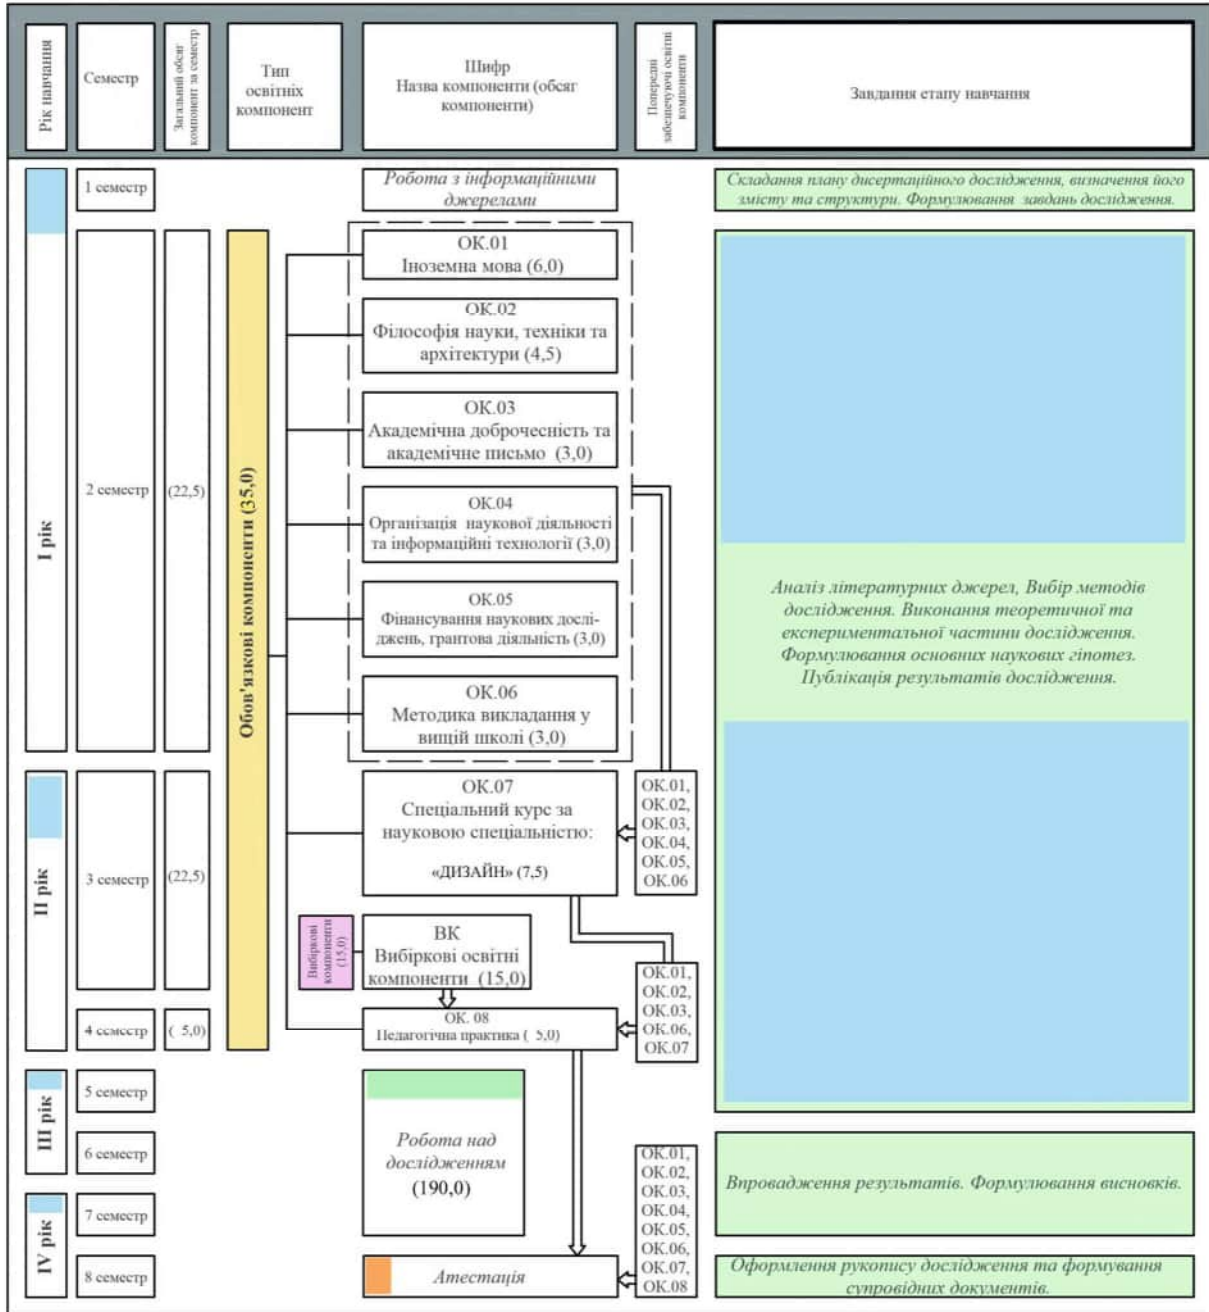 Рік навчання
Семестр
Загальний обсяг
компонент за семестр
Тип
освітніх
компонент
Шифр
Назва компоненти (обсяг
компоненти)
Попередні
забезпечуючі освітні
компоненти
Завдання етапу навчання
І рік
1 семестр
Робота з інформаційними
джерелами
Складання плану дисертаційного дослідження, визначення його
змісту та структури. Формулювання завдань дослідження.
2 семестр
(22,5)
Обов'язкові компоненти (35,0)
ОК.01
Іноземна мова (6,0)
ОК.02
Філософія науки, техніки та
архітектури (4,5)
ОК.03
Академічна доброчесність та
академічне письмо (3,0)
ОК.04
Організація наукової діяльності
та інформаційні технології (3,0)
ОК.05
Фінансування наукових дослі-
джень, грантова діяльність (3,0)
ОК.06
Методика викладання у
вищій школі (3,0)
Аналіз літературних джерел, Вибір методів
дослідження. Виконання теоретичної та
експериментальної частини дослідження.
Формулювання основних наукових гіпотез.
Публікація результатів дослідження.
ІІ рік
3 семестр
(22,5)
ОК.07
Спеціальний курс за
науковою спеціальністю:
«ДИЗАЙН» (7,5)
ОК.01,
ОК.02,
ОК.03,
ОК.04,
ОК.05,
ОК.06
Вибіркові
компоненти
(15,0)
ВК
Вибіркові освітні
компоненти (15,0)
4 семестр
( 5,0)
ОК. 08
Педагогічна практика ( 5,0)
ОК.01,
ОК.02,
ОК.03,
ОК.06,
ОК.07
ІІІ рік
5 семестр
6 семестр
Робота над
дослідженням
(190,0)
ОК.01,
ОК.02,
ОК.03,
ОК.04,
ОК.05,
ОК.06,
ОК.07,
ОК.08
Впровадження результатів. Формулювання висновків.
IV рік
7 семестр
8 семестр
Атестація
Оформлення рукопису дослідження та формування
супровідних документів.